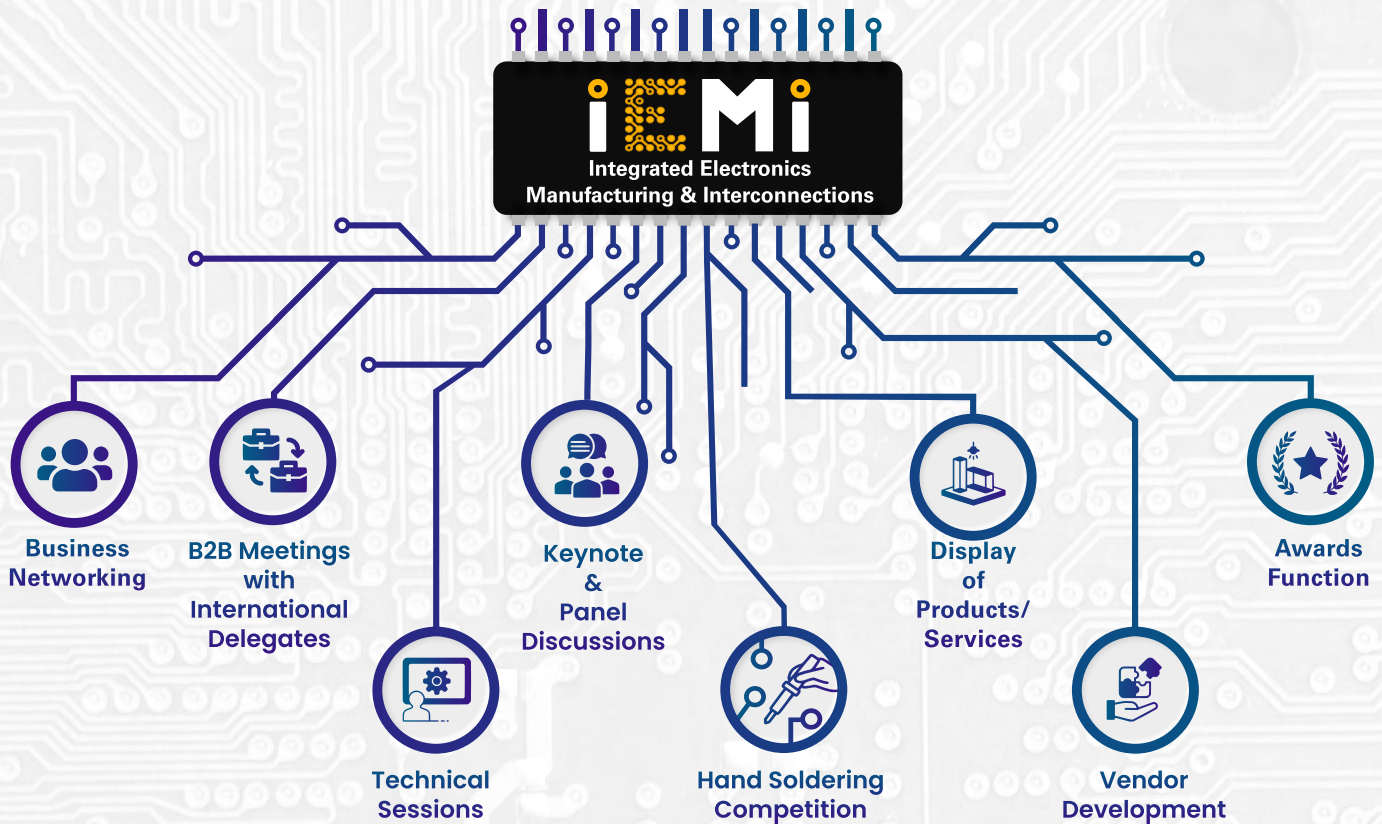 iEMi
Integrated Electronics
Manufacturing & Interconnections
Business
Networking
B2B Meetings
with
International
Delegates
Technical
Sessions
Keynote
&
Panel
Discussions
Hand Soldering
Competition
Display
of
Products/
Services
Vendor
Development
Awards
Function